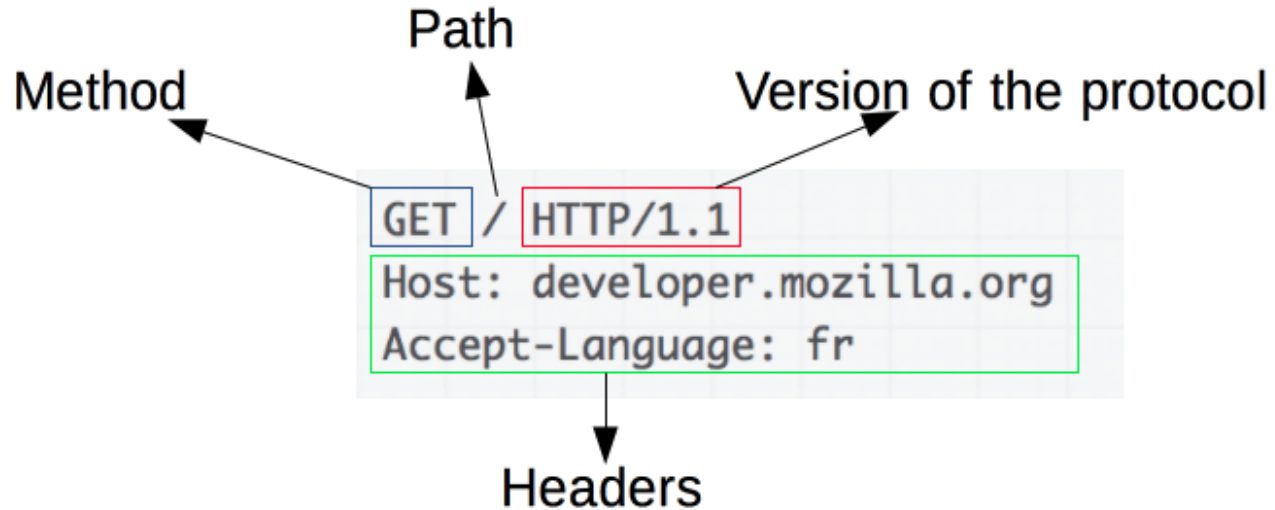 Path
Method
Version of the protocol
GET / HTTP/1.1
Host: developer.mozilla.org
Accept-Language: fr
Headers